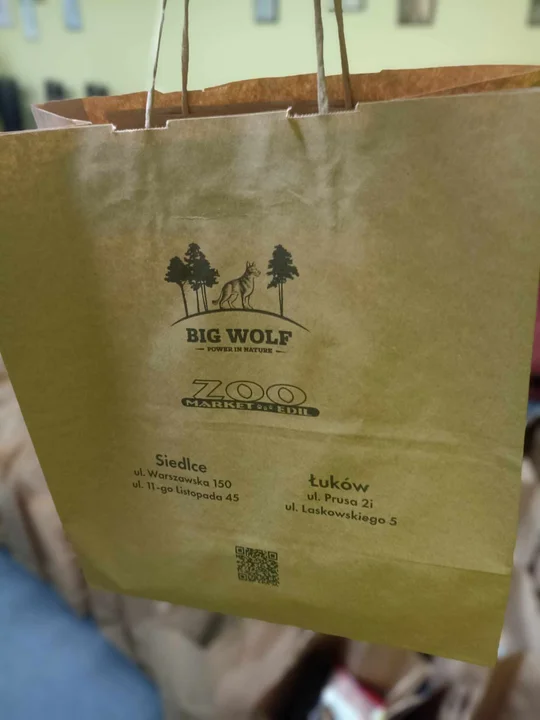 BIG WOLF
POWER IN NATURE
ZOO
MARKET EDIL
Siedlce
ul. Warszawska 150
ul. 11-go Listopada 45
Łuków
ul. Prusa 2i
ul. Laskowskiego 5